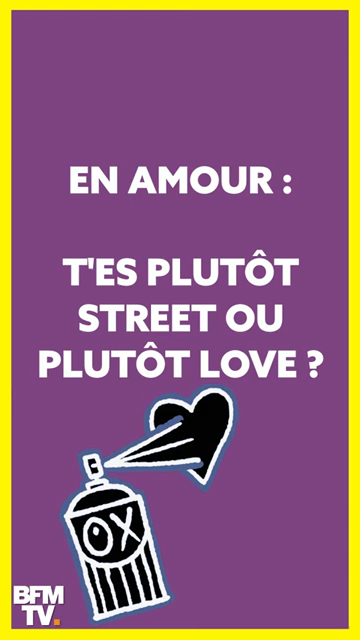 EN AMOUR :
T'ES PLUTÔT
STREET OU
PLUTÔT LOVE ?
OX
BFM
TV.